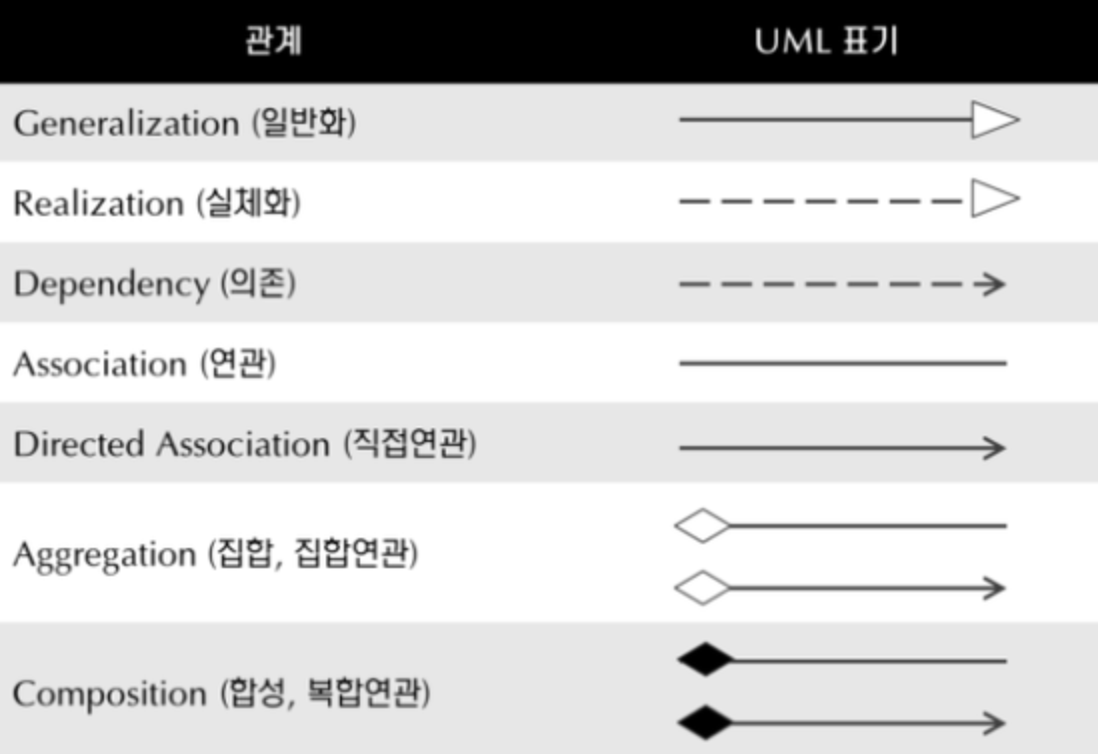 관계 UML 표기
Generalization (일반화)
Realization (실체화)
Dependency (의존)
Association (연관)
Directed Association (직접연관)
Aggregation (집합, 집합연관)
Composition (합성, 복합연관)